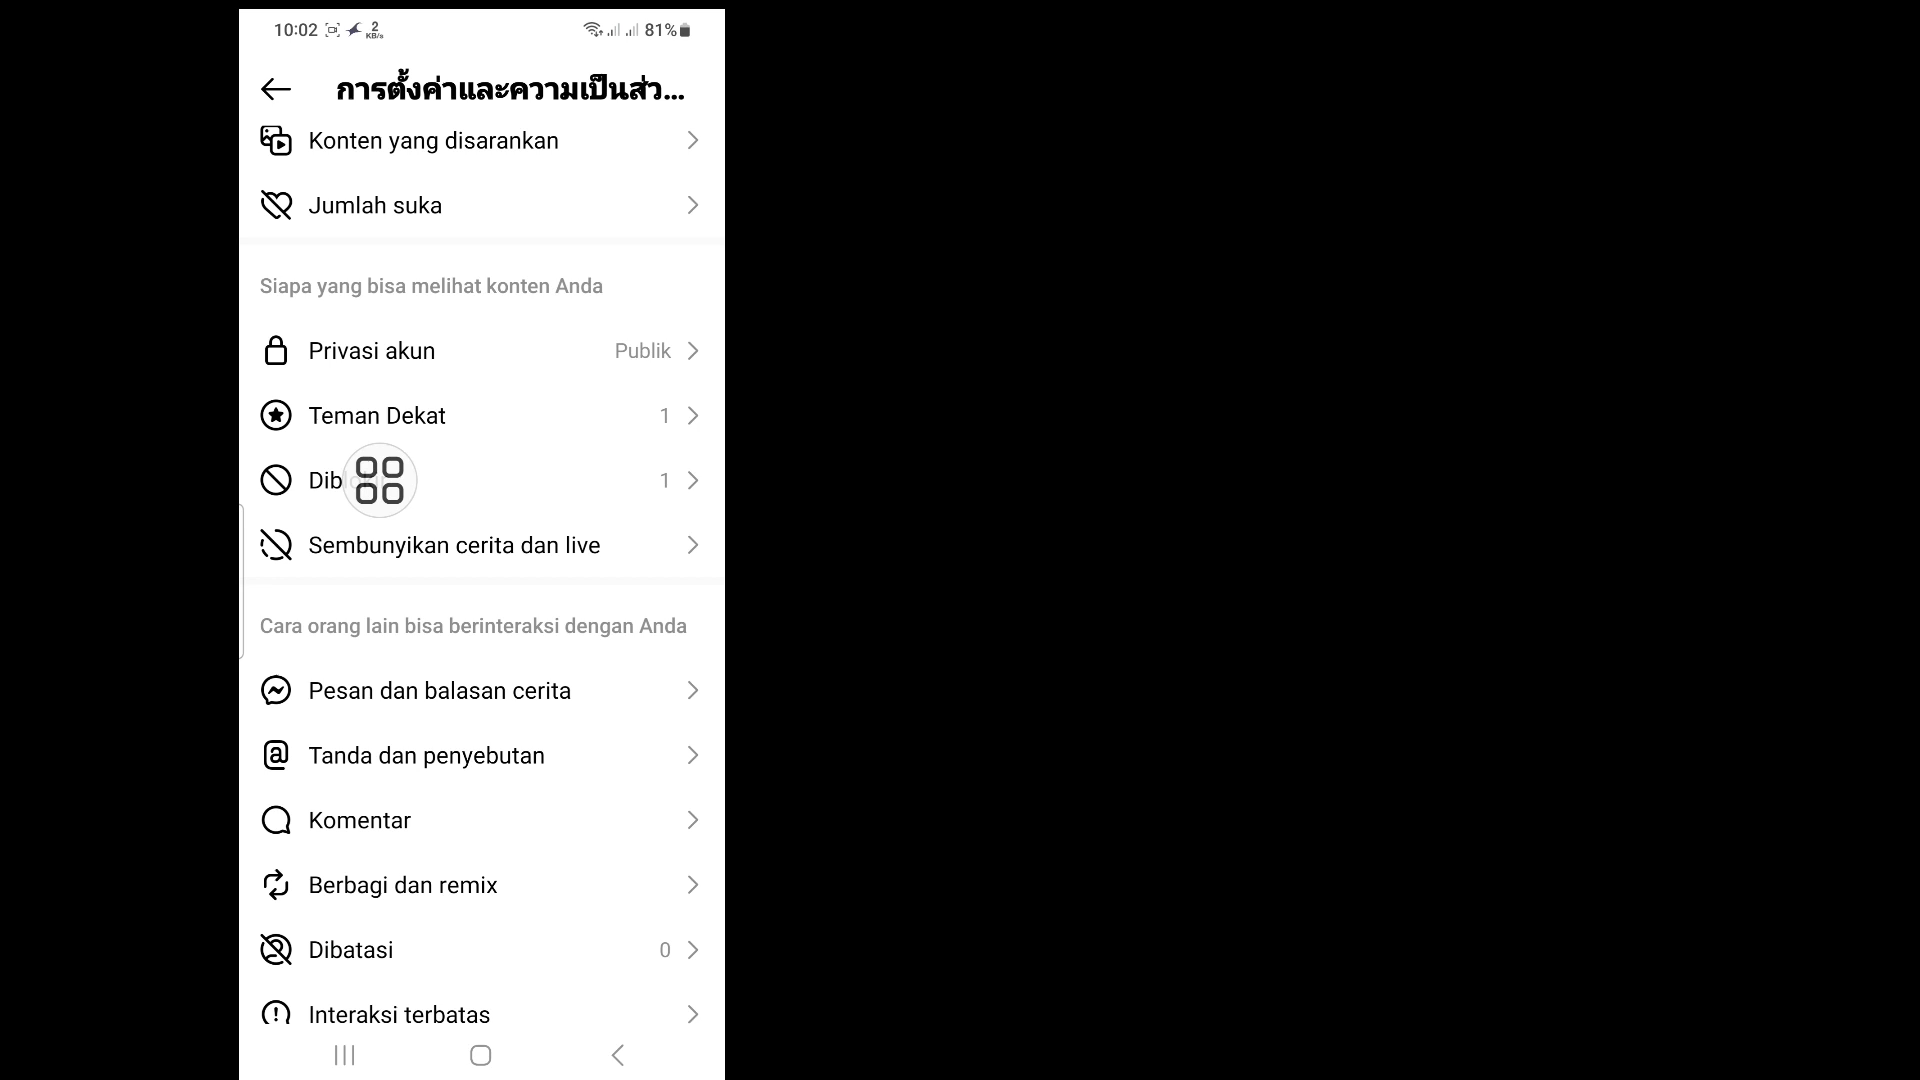 10:02 2 KB/s 81%
การตั้งค่าและความเป็นส่ว...
Konten yang disarankan
Jumlah suka
Siapa yang bisa melihat konten Anda
Privasi akun Publik
Teman Dekat 1
1
Sembunyikan cerita dan live
Cara orang lain bisa berinteraksi dengan Anda
Pesan dan balasan cerita
Tanda dan penyebutan
Komentar
Berbagi dan remix
Dibatasi 0
Interaksi terbatas